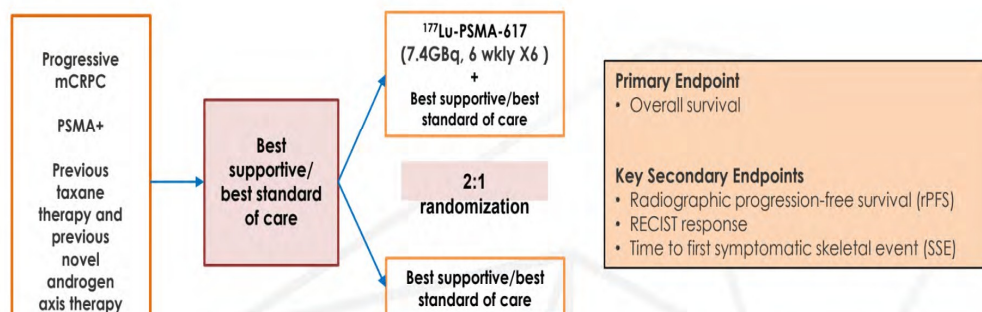 Progressive
mCRPC
PSMA+
Previous
taxane
therapy and
previous
novel
androgen
axis therapy
Best
supportive/
best standard
of care
¹⁷⁷Lu-PSMA-617
(7.4GBq, 6 wkly X6 )
+
Best supportive/best
standard of care
2:1
randomization
Best supportive/best
standard of care
Primary Endpoint
• Overall survival
Key Secondary Endpoints
• Radiographic progression-free survival (rPFS)
• RECIST response
• Time to first symptomatic skeletal event (SSE)